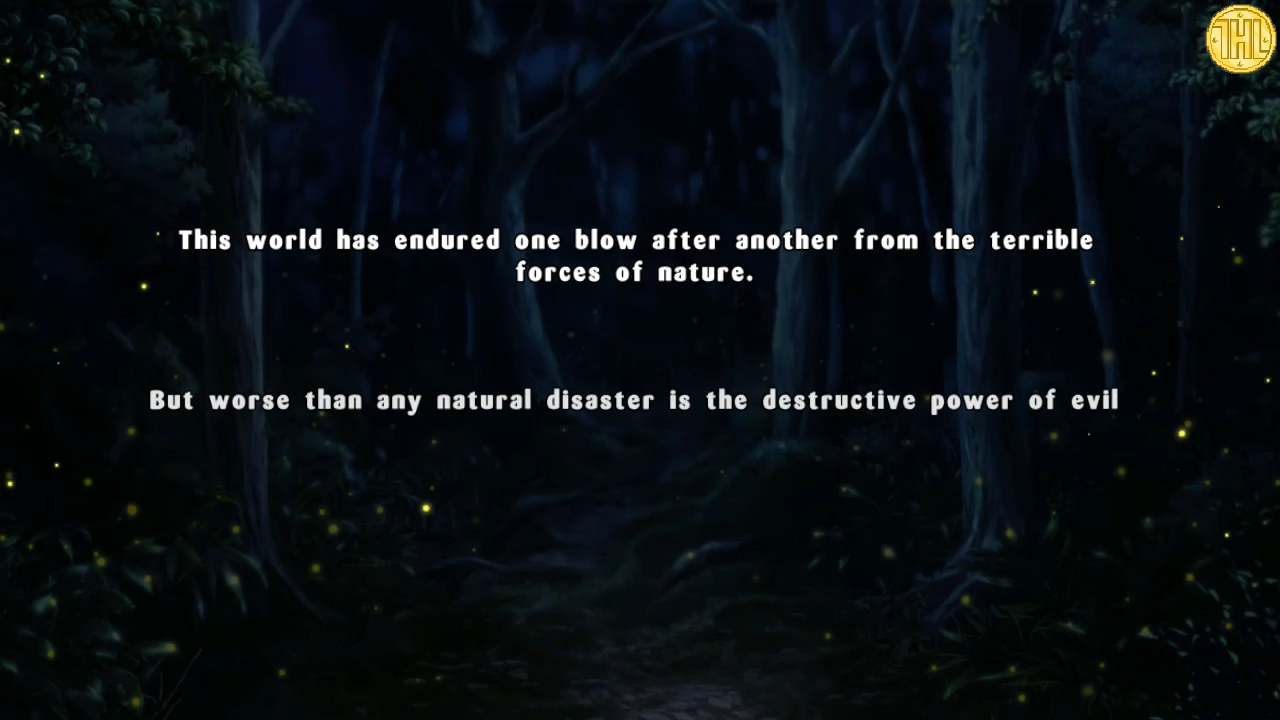 THL
This world has endured one blow after another from the terrible
forces of nature.
But worse than any natural disaster is the destructive power of evil